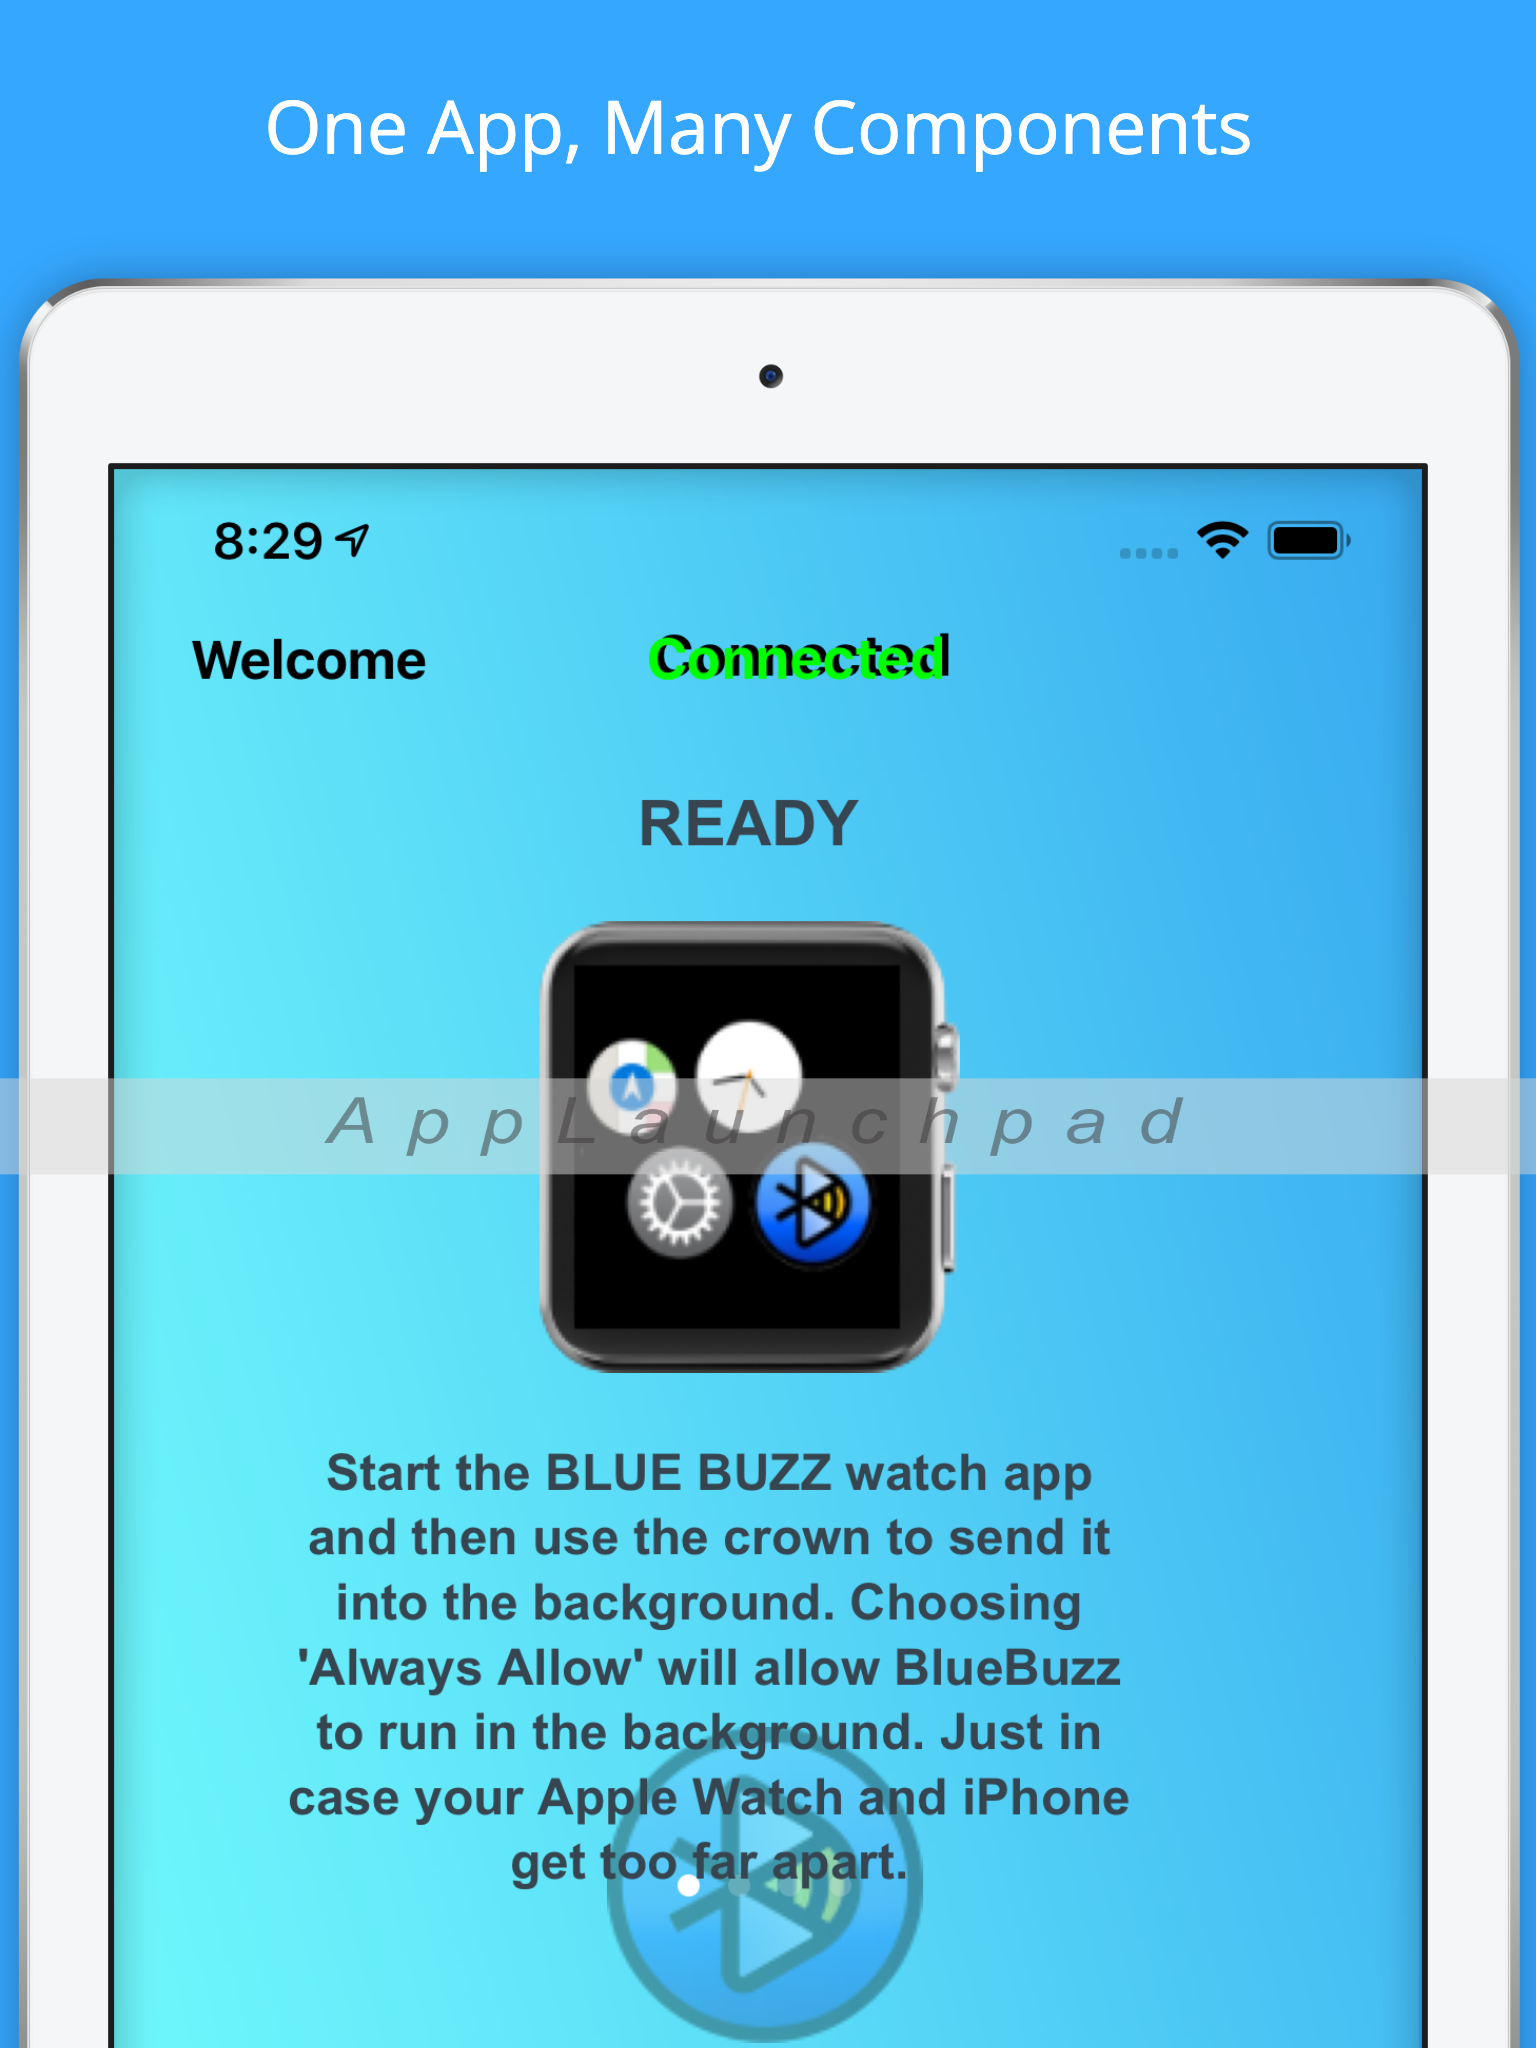 One App, Many Components
8:29
Welcome
Connected
READY
AppLaunchpad
Start the BLUE BUZZ watch app
and then use the crown to send it
into the background. Choosing
'Always Allow' will allow BlueBuzz
to run in the background. Just in
case your Apple Watch and iPhone
get too far apart.